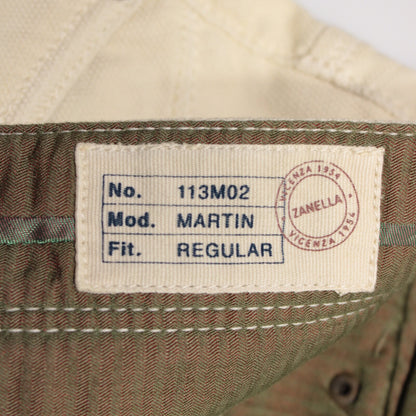 No. 113M02
Mod. MARTIN
Fit. REGULAR
VICENZA 1954
ZANELLA
VICENZA 1954